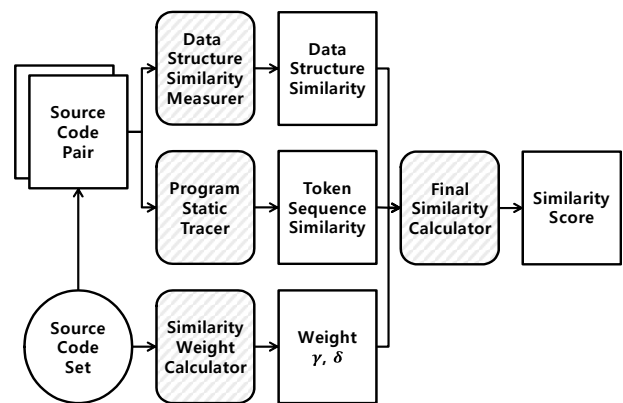 Source
Code
Pair
Data
Structure
Similarity
Measurer
Data
Structure
Similarity
Program
Static
Tracer
Token
Sequence
Similarity
Final
Similarity
Calculator
Similarity
Score
Source
Code
Set
Similarity
Weight
Calculator
Weight
γ, δ